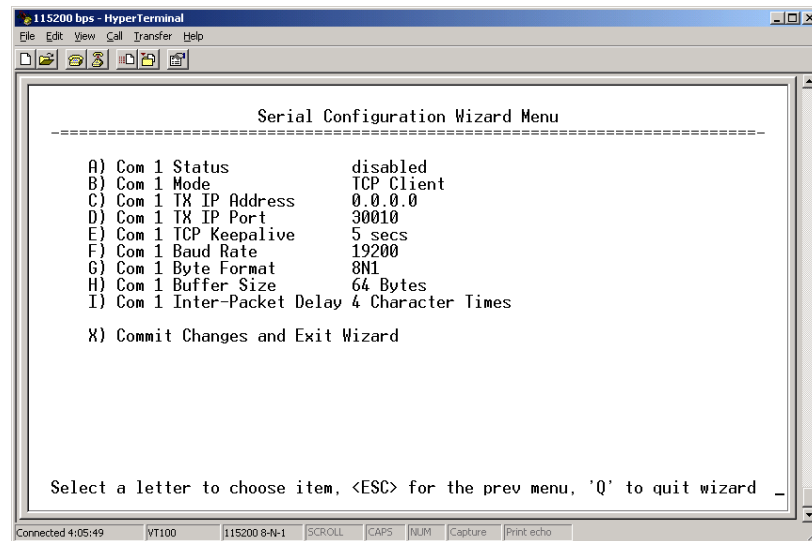 115200 bps - HyperTerminal
File Edit View Call Transfer Help
Serial Configuration Wizard Menu
-==========================================================================-
A) Com 1 Status disabled
B) Com 1 Mode TCP Client
C) Com 1 TX IP Address 0.0.0.0
D) Com 1 TX IP Port 30010
E) Com 1 TCP Keepalive 5 secs
F) Com 1 Baud Rate 19200
G) Com 1 Byte Format 8N1
H) Com 1 Buffer Size 64 Bytes
I) Com 1 Inter-Packet Delay 4 Character Times
X) Commit Changes and Exit Wizard
Select a letter to choose item, <ESC> for the prev menu, 'Q' to quit wizard _
Connected 4:05:49 VT100 115200 8-N-1 SCROLL CAPS NUM Capture Print echo